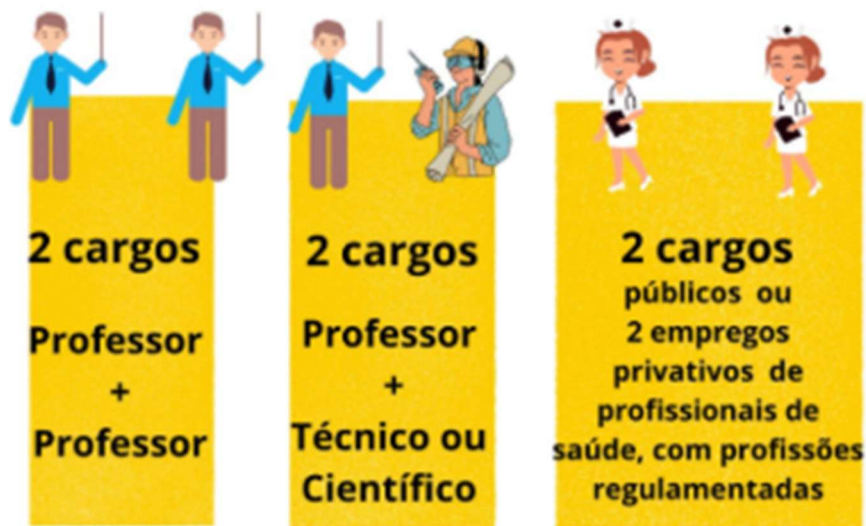 2 cargos
Professor
+
Professor
2 cargos
Professor
+
Técnico ou
Científico
2 cargos
públicos ou
2 empregos
privativos de
profissionais de
saúde, com profissões
regulamentadas